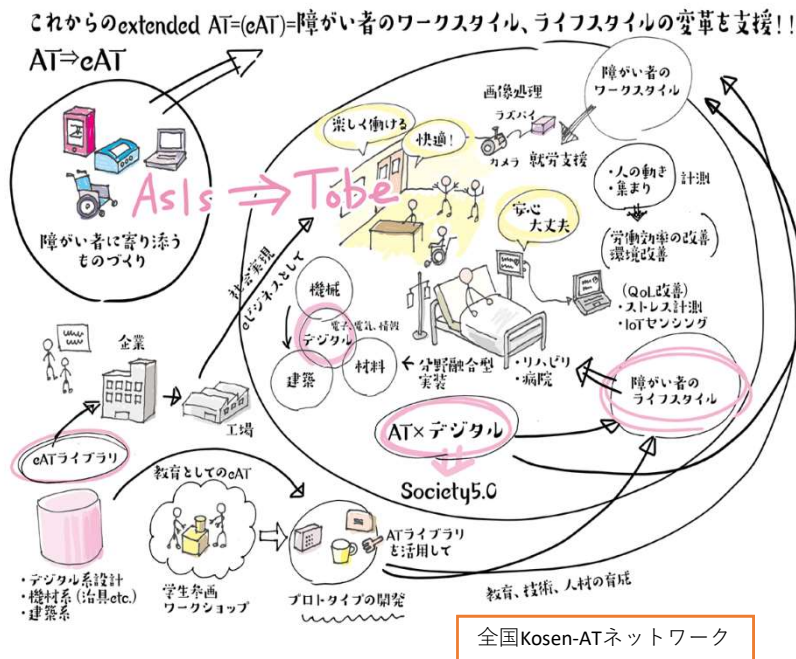 これからのextended AT=(eAT)=障がい者のワークスタイル、ライフスタイルの変革を支援!!
AT⇒eAT
障がい者に寄り添う
ものづくり
AsIs ⇒ Tobe
楽しく働ける
快適!
画像処理
ラズパイ
カメラ
就労支援
障がい者の
ワークスタイル
・人の動き
・集まり
計測
(労働効率の改善
環境改善)
安心
大丈夫
(QoL改善)
・ストレス計測
・IoTセンシング
社会実現
eビジネスとして
機械
電子、電気、情報
デジタル
建築
材料
←分野融合型
実装
・リハビリ
・病院
障がい者の
ライフスタイル
AT×デジタル
Society5.0
企業
工場
eATライブラリ
・デジタル系設計
・機材系(治具etc.)
・建築系
教育としてのeAT
学生参画
ワークショップ
プロトタイプの開発
ATライブラリ
を活用して
教育、技術、人材の育成
全国Kosen-ATネットワーク